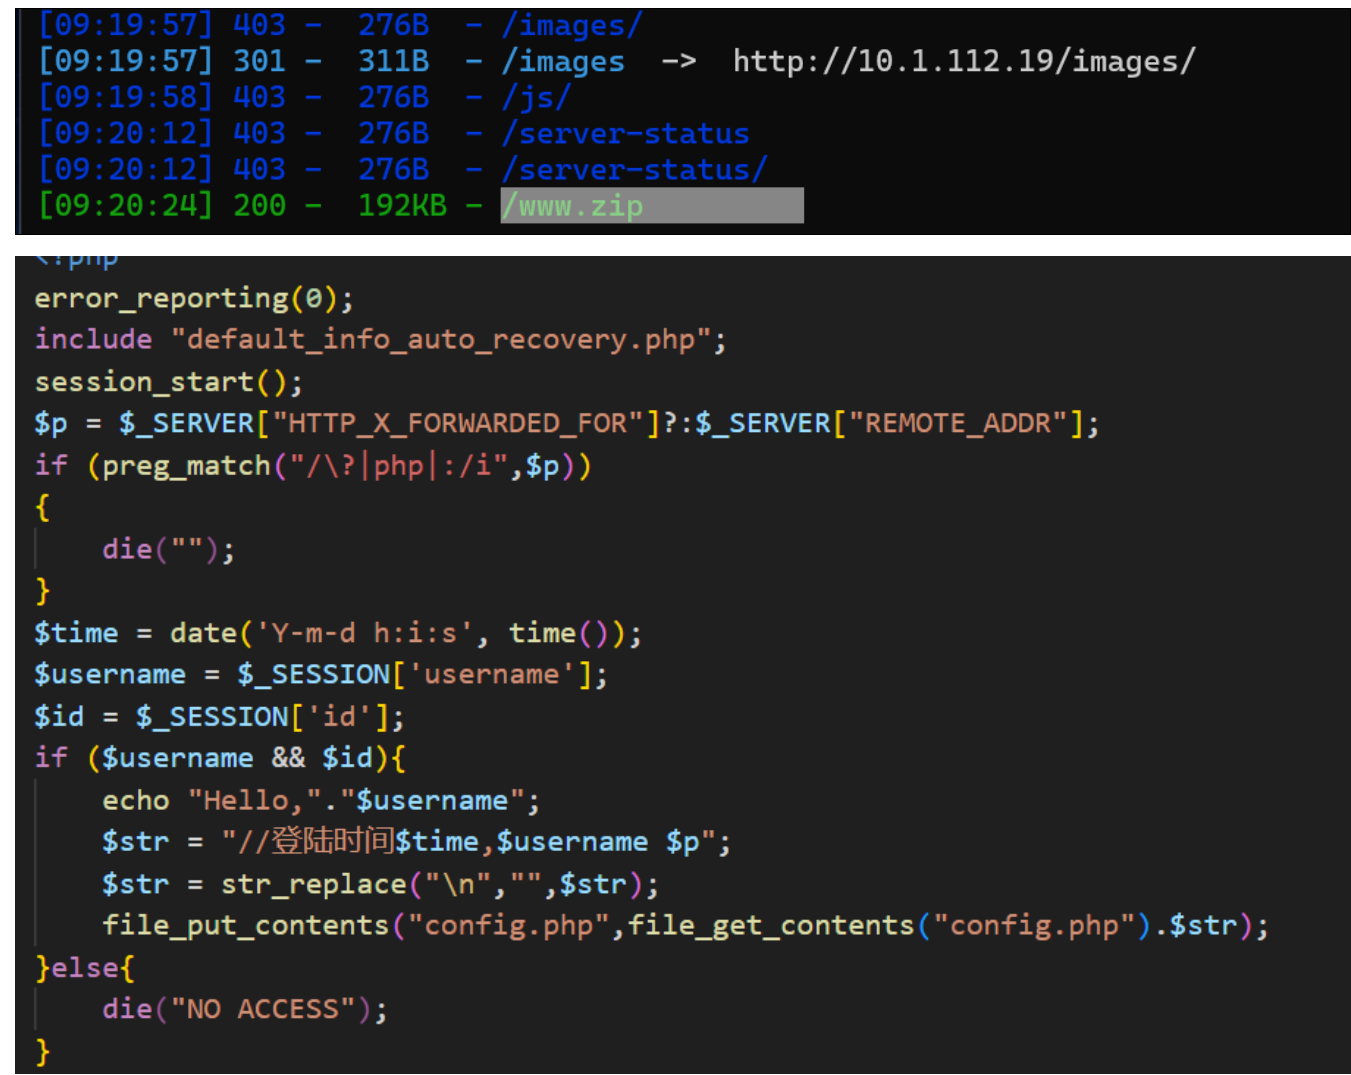 [09:19:57] 403 -  276B  - /images/
[09:19:57] 301 -  311B  - /images  ->  http://10.1.112.19/images/
[09:19:58] 403 -  276B  - /js/
[09:20:12] 403 -  276B  - /server-status
[09:20:12] 403 -  276B  - /server-status/
[09:20:24] 200 -  192KB - /www.zip
<?php
error_reporting(0);
include "default_info_auto_recovery.php";
session_start();
$p = $_SERVER["HTTP_X_FORWARDED_FOR"]?:$_SERVER["REMOTE_ADDR"];
if (preg_match("/\?|php|:/i",$p))
{
    die("");
}
$time = date('Y-m-d h:i:s', time());
$username = $_SESSION['username'];
$id = $_SESSION['id'];
if ($username && $id){
    echo "Hello,"."$username";
    $str = "//登陆时间$time,$username $p";
    $str = str_replace("\n","",$str);
    file_put_contents("config.php",file_get_contents("config.php").$str);
}else{
    die("NO ACCESS");
}